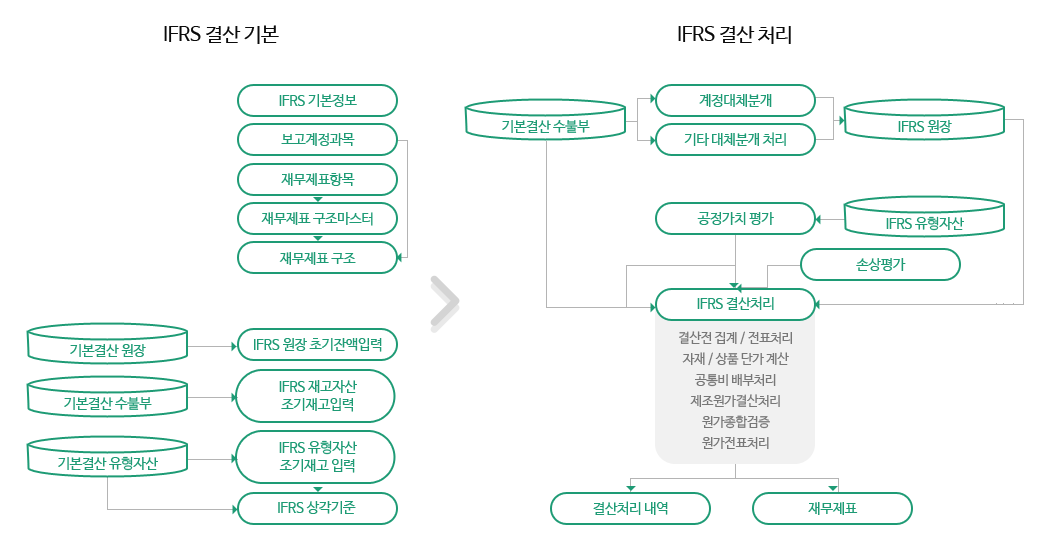 IFRS 결산 기본
IFRS 기본정보
보고계정과목
재무제표항목
재무제표 구조마스터
재무제표 구조
기본결산 원장
IFRS 원장 초기잔액입력
기본결산 수불부
IFRS 재고자산
조기재고입력
기본결산 유형자산
IFRS 유형자산
조기재고 입력
IFRS 상각기준
IFRS 결산 처리
기본결산 수불부
계정대체분개
기타 대체분개 처리
IFRS 원장
공정가치 평가
IFRS 유형자산
손상평가
IFRS 결산처리
결산전 집계 / 전표처리
자재 / 상품 단가 계산
공통비 배부처리
제조원가결산처리
원가종합검증
원가전표처리
결산처리 내역
재무제표